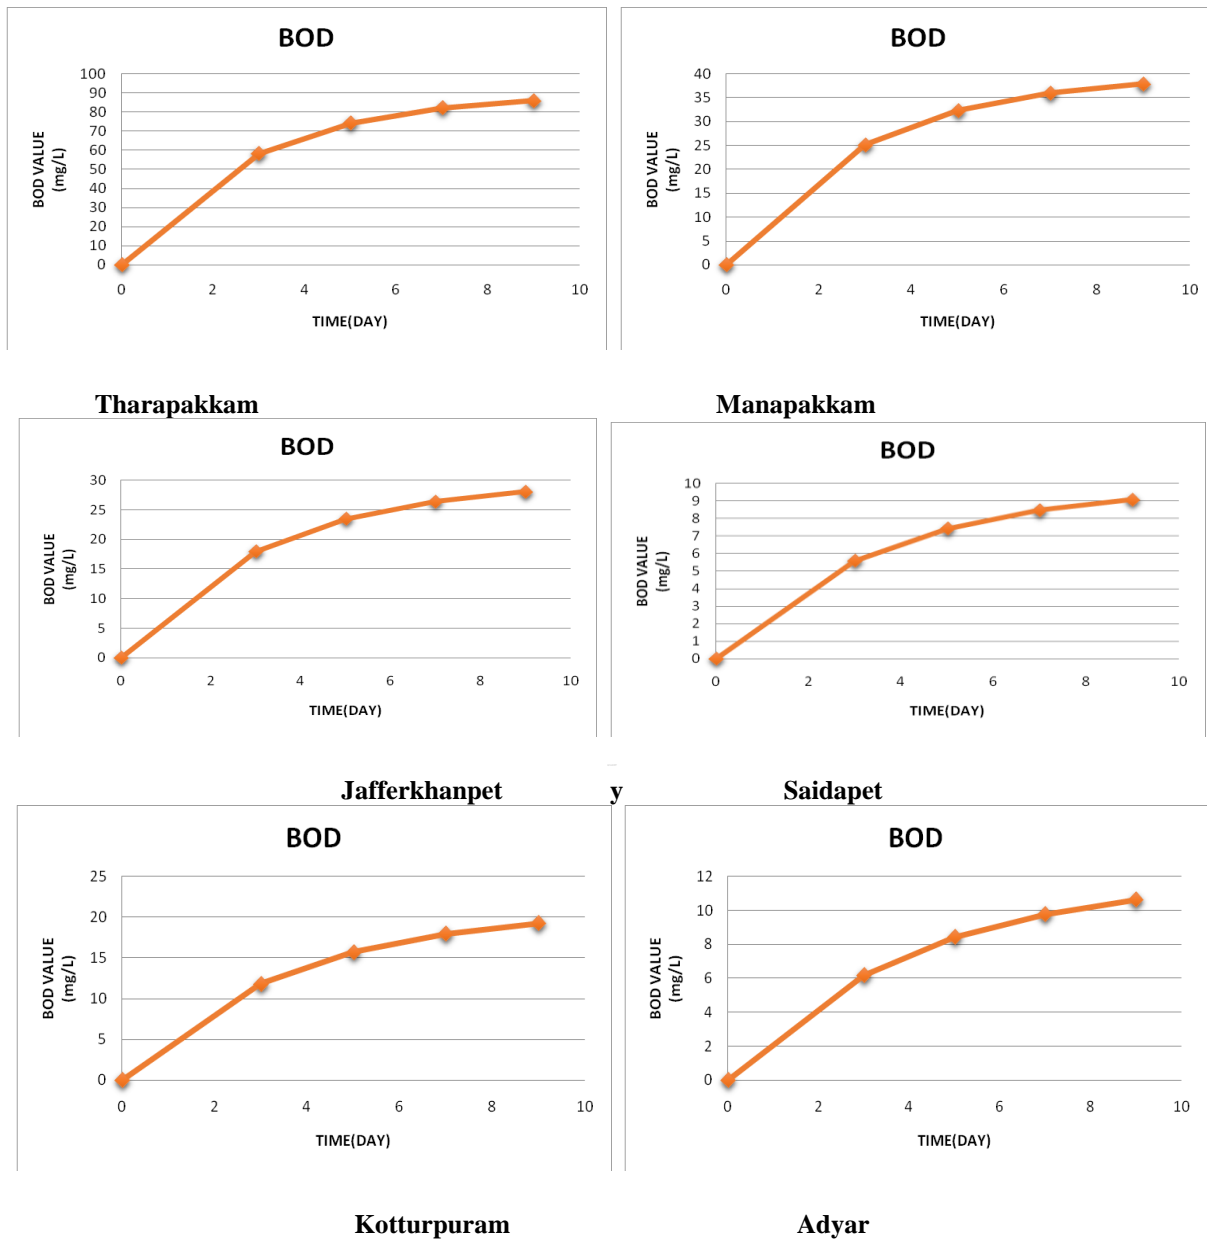 BOD
BOD VALUE
(mg/L)
100
90
80
70
60
50
40
30
20
10
0
0 2 4 6 8 10
TIME(DAY)
BOD
BOD VALUE
(mg/L)
40
35
30
25
20
15
10
5
0
0 2 4 6 8 10
TIME(DAY)
Tharapakkam Manapakkam
BOD
BOD VALUE
(mg/L)
30
25
20
15
10
5
0
0 2 4 6 8 10
TIME(DAY)
BOD
BOD VALUE
(mg/L)
10
9
8
7
6
5
4
3
2
1
0
0 2 4 6 8 10
TIME(DAY)
Jafferkhanpet y Saidapet
BOD
BOD VALUE
(mg/L)
25
20
15
10
5
0
0 2 4 6 8 10
TIME(DAY)
BOD
BOD VALUE
(mg/L)
12
10
8
6
4
2
0
0 2 4 6 8 10
TIME(DAY)
Kotturpuram Adyar